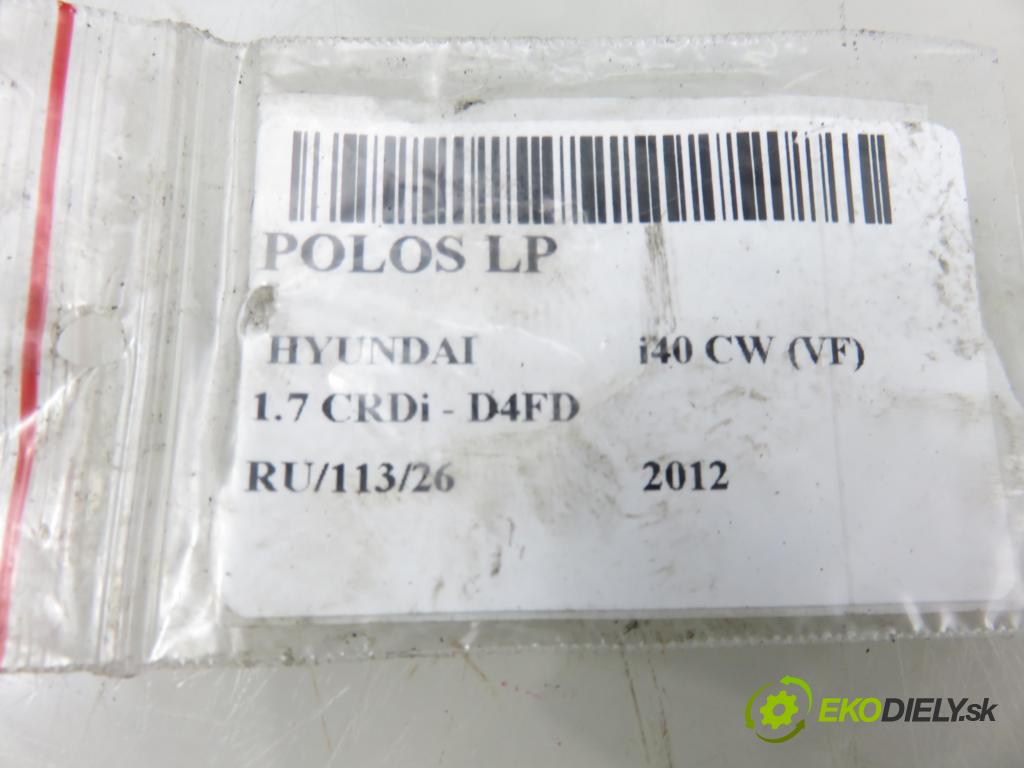 POLOS LP
HYUNDAI i40 CW (VF)
1.7 CRDi - D4FD
RU/113/26 2012
EKODIELY.sk